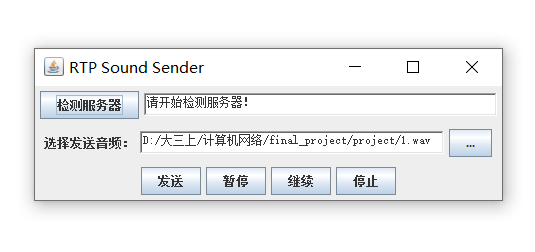 RTP Sound Sender
检测服务器 请开始检测服务器!
选择发送音频: D:/大三上/计算机网络/final_project/project/1.wav ...
发送 暂停 继续 停止